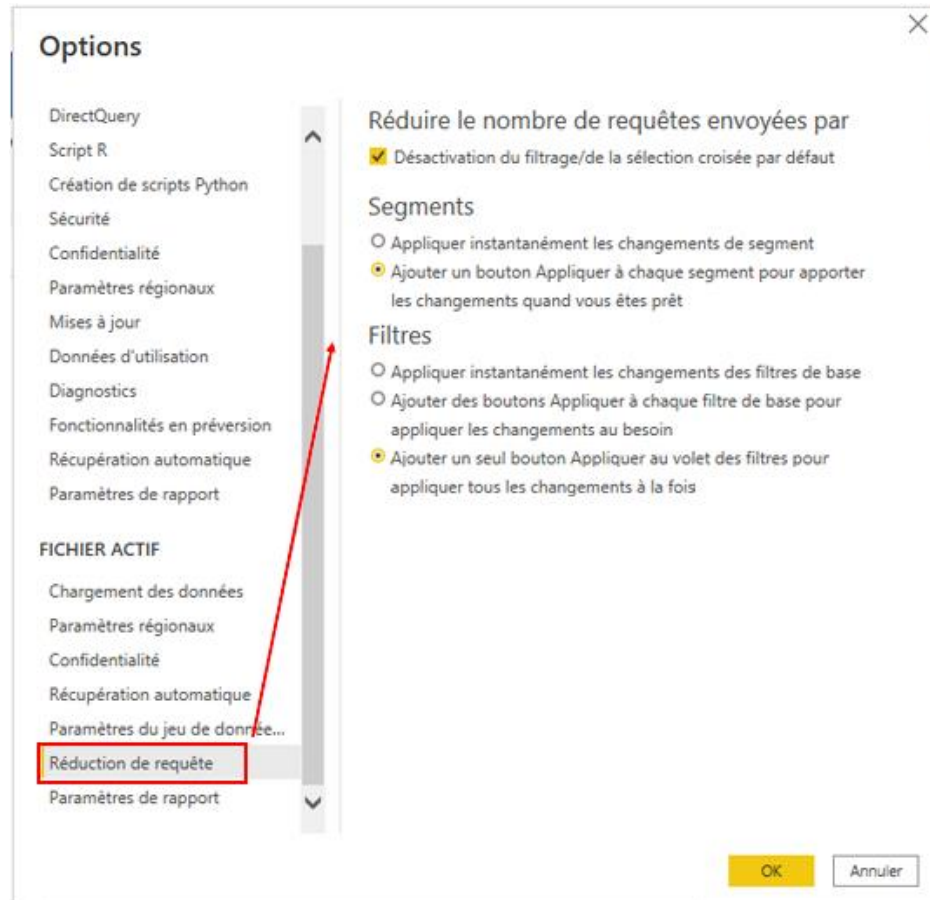 Options
DirectQuery
Script R
Création de scripts Python
Sécurité
Confidentialité
Paramètres régionaux
Mises à jour
Données d'utilisation
Diagnostics
Fonctionnalités en préversion
Récupération automatique
Paramètres de rapport
FICHIER ACTIF
Chargement des données
Paramètres régionaux
Confidentialité
Récupération automatique
Paramètres du jeu de donnée...
Réduction de requête
Paramètres de rapport
Réduire le nombre de requêtes envoyées par
Désactivation du filtrage/de la sélection croisée par défaut
Segments
Appliquer instantanément les changements de segment
Ajouter un bouton Appliquer à chaque segment pour apporter
les changements quand vous êtes prêt
Filtres
Appliquer instantanément les changements des filtres de base
Ajouter des boutons Appliquer à chaque filtre de base pour
appliquer les changements au besoin
Ajouter un seul bouton Appliquer au volet des filtres pour
appliquer tous les changements à la fois
OK
Annuler